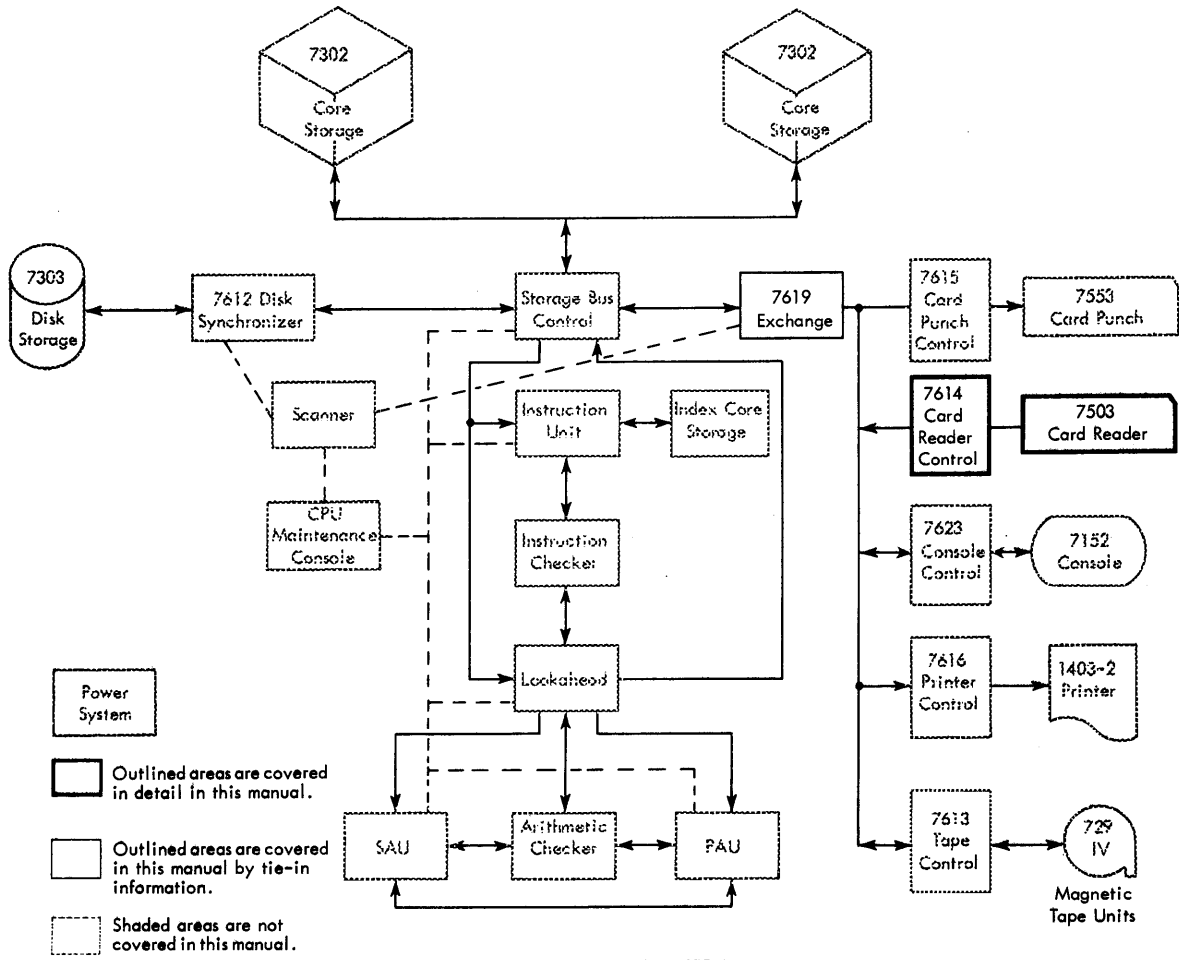 7302
Core
Storage
7302
Core
Storage
7303
Disk
Storage
7612 Disk
Synchronizer
Storage Bus
Control
7619
Exchange
7615
Card
Punch
Control
7553
Card Punch
Scanner
Instruction
Unit
Index Core
Storage
7614
Card
Reader
Control
7503
Card Reader
CPU
Maintenance
Console
Instruction
Checker
7623
Console
Control
7152
Console
Lookahead
7616
Printer
Control
1403-2
Printer
Power
System
Outlined areas are covered
in detail in this manual.
Outlined areas are covered
in this manual by tie-in
information.
Shaded areas are not
covered in this manual.
SAU
Arithmetic
Checker
PAU
7613
Tape
Control
729
IV
Magnetic
Tape Units